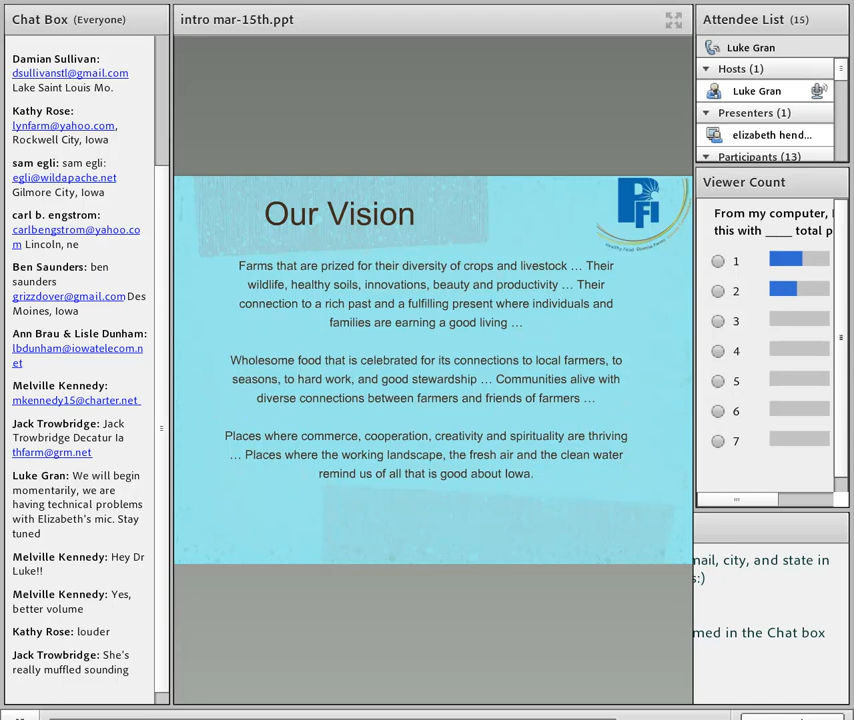 Chat Box (Everyone)
Damian Sullivan:
dsullivanstl@gmail.com
Lake Saint Louis Mo.
Kathy Rose:
lynfarm@yahoo.com,
Rockwell City, Iowa
sam egli: sam egli:
egli@wildapache.net
Gilmore City, Iowa
carl b. engstrom:
carlbengstrom@yahoo.co
m Lincoln, ne
Ben Saunders: ben
saunders
grizzdover@gmail.com Des
Moines, Iowa
Ann Brau & Lisle Dunham:
lbdunham@iowatelecom.n
et
Melville Kennedy:
mkennedy15@charter.net
Jack Trowbridge: Jack
Trowbridge Decatur Ia
thfarm@grm.net
Luke Gran: We will begin
momentarily, we are
having technical problems
with Elizabeth's mic. Stay
tuned
Melville Kennedy: Hey Dr
Luke!!
Melville Kennedy: Yes,
better volume
Kathy Rose: louder
Jack Trowbridge: She's
really muffled sounding
intro mar-15th.ppt
Our Vision
PFI
Healthy Food. Diverse Farms.
Farms that are prized for their diversity of crops and livestock … Their
wildlife, healthy soils, innovations, beauty and productivity … Their
connection to a rich past and a fulfilling present where individuals and
families are earning a good living …
Wholesome food that is celebrated for its connections to local farmers, to
seasons, to hard work, and good stewardship … Communities alive with
diverse connections between farmers and friends of farmers …
Places where commerce, cooperation, creativity and spirituality are thriving
… Places where the working landscape, the fresh air and the clean water
remind us of all that is good about Iowa.
Attendee List (15)
Luke Gran
Hosts (1)
Luke Gran
Presenters (1)
elizabeth hend...
Participants (13)
Viewer Count
From my computer,
this with ____ total p
1
2
3
4
5
6
7
nail, city, and state in
s:)
med in the Chat box